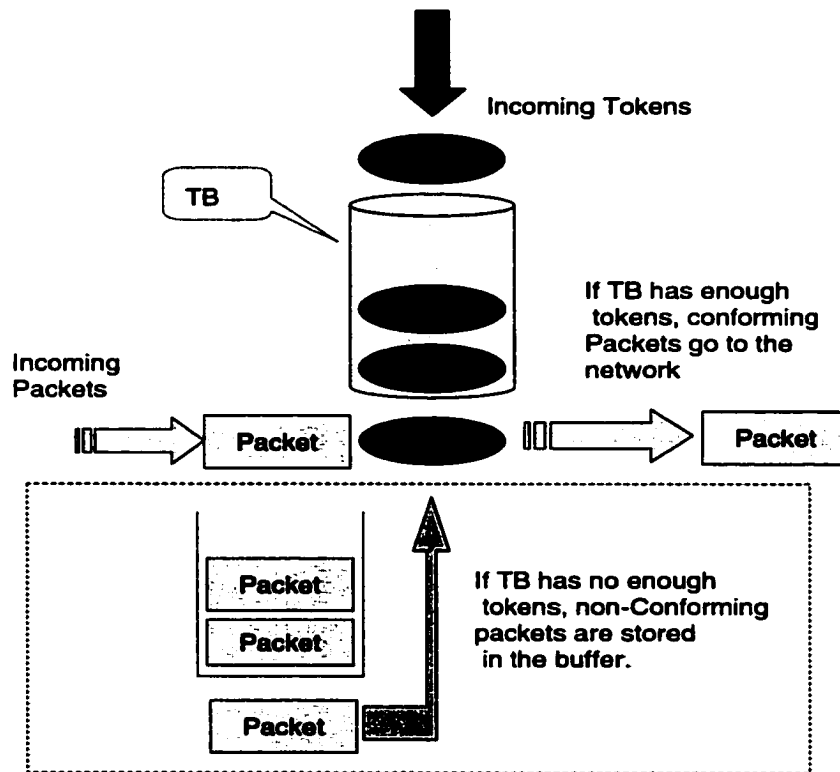 Incoming Tokens
TB
If TB has enough
tokens, conforming
Packets go to the
network
Incoming
Packets
Packet
Packet
Packet
Packet
Packet
If TB has no enough
tokens, non-Conforming
packets are stored
in the buffer.